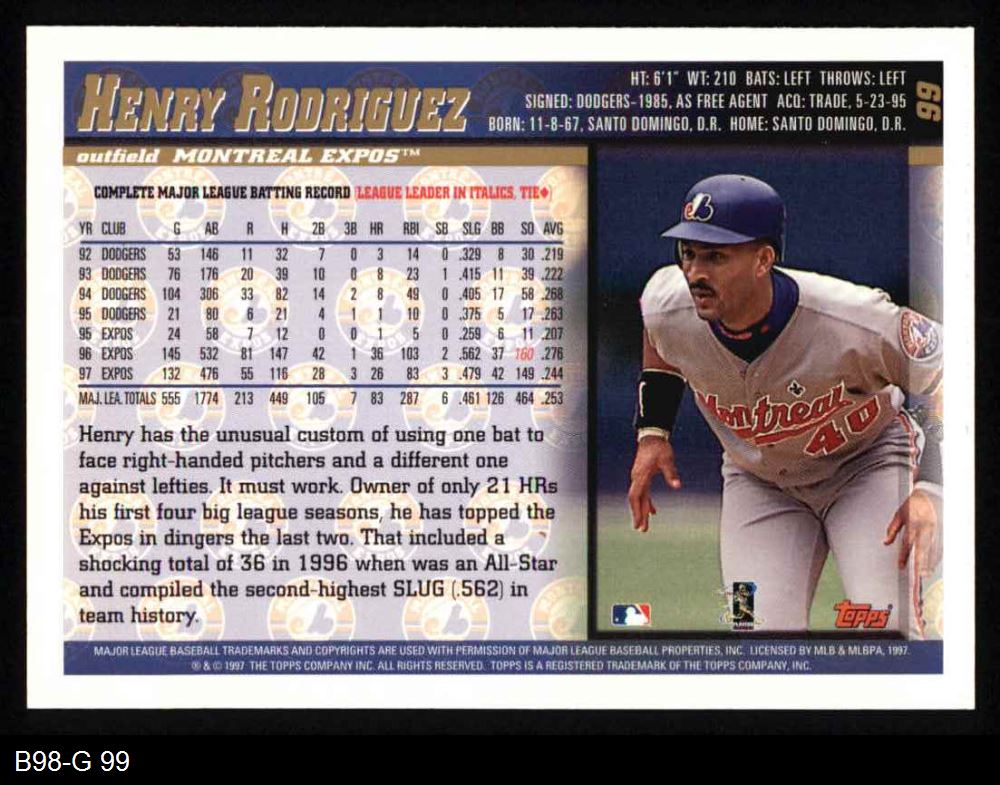 HENRY RODRIGUEZ
HT: 6'1" WT: 210 BATS: LEFT THROWS: LEFT
SIGNED: DODGERS-1985, AS FREE AGENT ACQ: TRADE, 5-23-95
BORN: 11-8-67, SANTO DOMINGO, D.R. HOME: SANTO DOMINGO, D.R.
99
outfield MONTREAL EXPOS™
COMPLETE MAJOR LEAGUE BATTING RECORD (LEAGUE LEADER IN ITALICS, TIE♦)
YR CLUB G AB R H 2B 3B HR RBI SB SLG BB SO AVG
92 DODGERS 53 146 11 32 7 0 3 14 0 .329 8 30 .219
93 DODGERS 76 176 20 39 10 0 8 23 1 .415 11 39 .222
94 DODGERS 104 306 33 82 14 2 8 49 0 .405 17 58 .268
95 DODGERS 21 80 6 21 4 1 1 10 0 .375 5 17 .263
95 EXPOS 24 58 7 12 0 0 1 5 0 .259 6 11 .207
96 EXPOS 145 532 81 147 42 1 36 103 2 .562 37 160 .276
97 EXPOS 132 476 55 116 28 3 26 83 3 .479 42 149 .244
MAJ. LEA. TOTALS 555 1774 213 449 105 7 83 287 6 .461 126 464 .253
Henry has the unusual custom of using one bat to
face right-handed pitchers and a different one
against lefties. It must work. Owner of only 21 HRs
his first four big league seasons, he has topped the
Expos in dingers the last two. That included a
shocking total of 36 in 1996 when was an All-Star
and compiled the second-highest SLUG (.562) in
team history.
Montreal
40
Topps
MAJOR LEAGUE BASEBALL TRADEMARKS AND COPYRIGHTS ARE USED WITH PERMISSION OF MAJOR LEAGUE BASEBALL PROPERTIES, INC. LICENSED BY MLB & MLBPA, 1997.
® & © 1997 THE TOPPS COMPANY INC. ALL RIGHTS RESERVED. TOPPS IS A REGISTERED TRADEMARK OF THE TOPPS COMPANY, INC.
B98-G 99